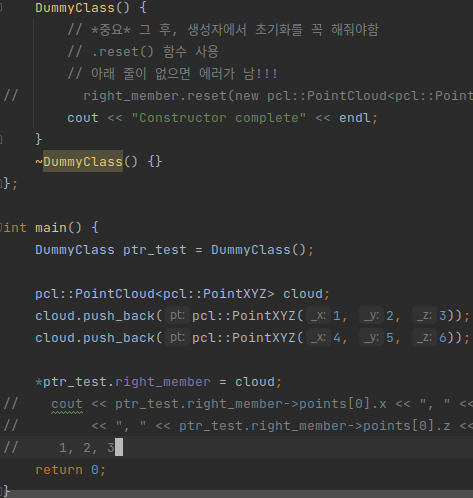 DummyClass() {
// *중요* 그 후, 생성자에서 초기화를 꼭 해줘야함
// .reset() 함수 사용
// 아래 줄이 없으면 에러가 남!!!
// right_member.reset(new pcl::PointCloud<pcl::Point
cout << "Constructor complete" << endl;
}
~DummyClass() {}
};
int main() {
DummyClass ptr_test = DummyClass();
pcl::PointCloud<pcl::PointXYZ> cloud;
cloud.push_back( pt: pcl::PointXYZ( _x: 1, _y: 2, _z: 3));
cloud.push_back( pt: pcl::PointXYZ( _x: 4, _y: 5, _z: 6));
*ptr_test.right_member = cloud;
// cout << ptr_test.right_member->points[0].x << ", " <<
// << ", " << ptr_test.right_member->points[0].z <<
// 1, 2, 3
return 0;
}